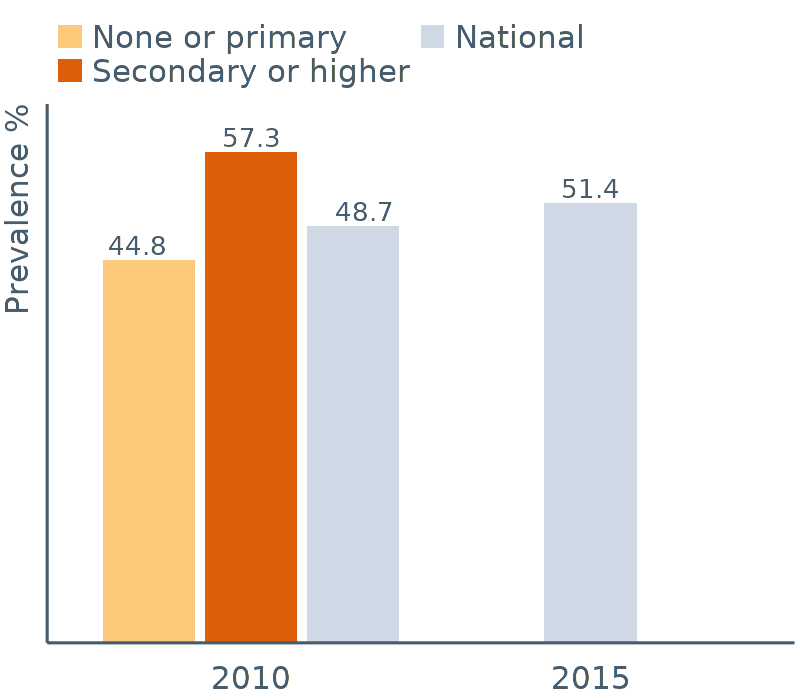 None or primary
National
Secondary or higher
Prevalence %
57.3
51.4
48.7
44.8
2010
2015